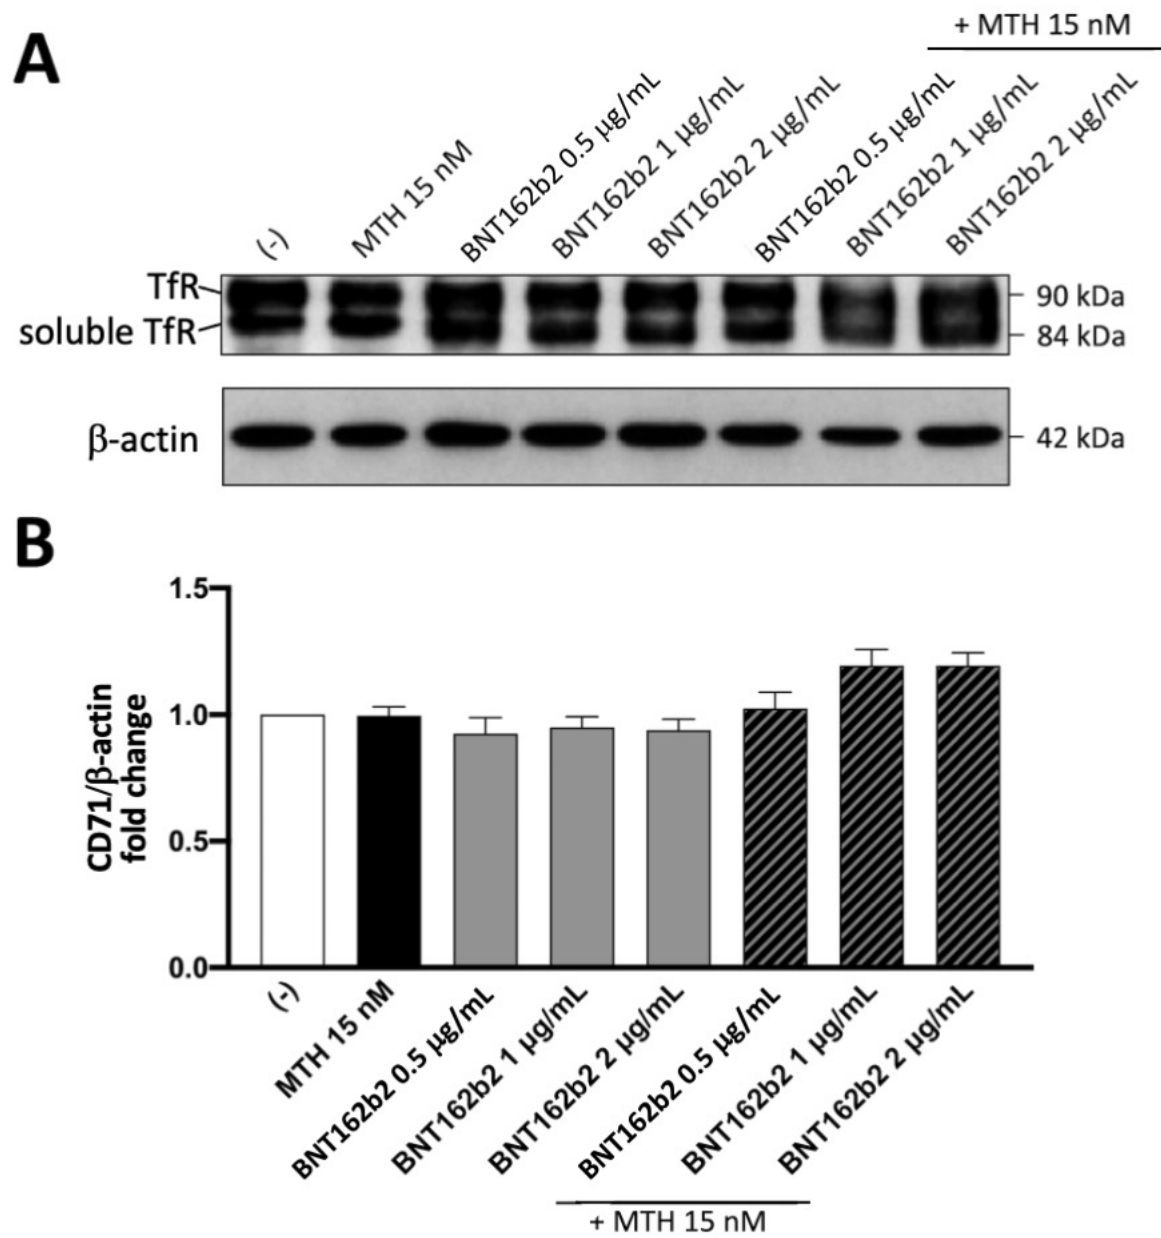 A
+ MTH 15 nM
(-)
MTH 15 nM
BNT162b2 0.5 µg/mL
BNT162b2 1 µg/mL
BNT162b2 2 µg/mL
BNT162b2 0.5 µg/mL
BNT162b2 1 µg/mL
BNT162b2 2 µg/mL
TfR
90 kDa
soluble TfR
84 kDa
β-actin
42 kDa
B
1.5
1.0
0.5
0.0
CD71/β-actin
fold change
(-)
MTH 15 nM
BNT162b2 0.5 µg/mL
BNT162b2 1 µg/mL
BNT162b2 2 µg/mL
BNT162b2 0.5 µg/mL
BNT162b2 1 µg/mL
BNT162b2 2 µg/mL
+ MTH 15 nM